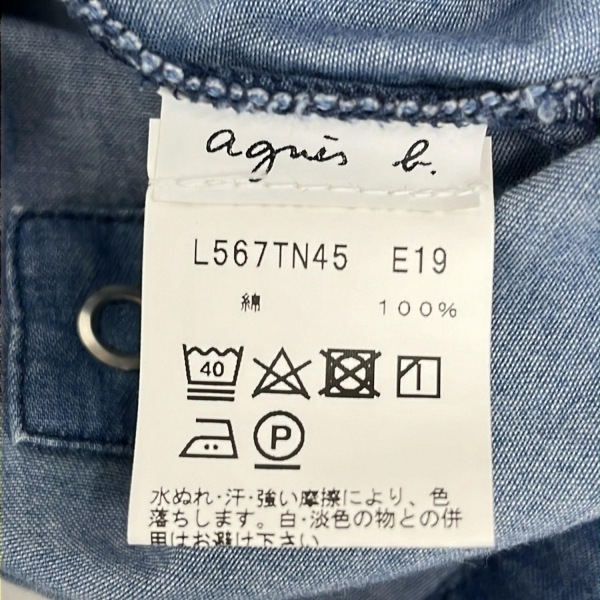 agnès b.
L567TN45 E19
綿 100%
40
P
水ぬれ・汗・強い摩擦により、色
落ちします。白・淡色の物との併
用はお避け下さい。